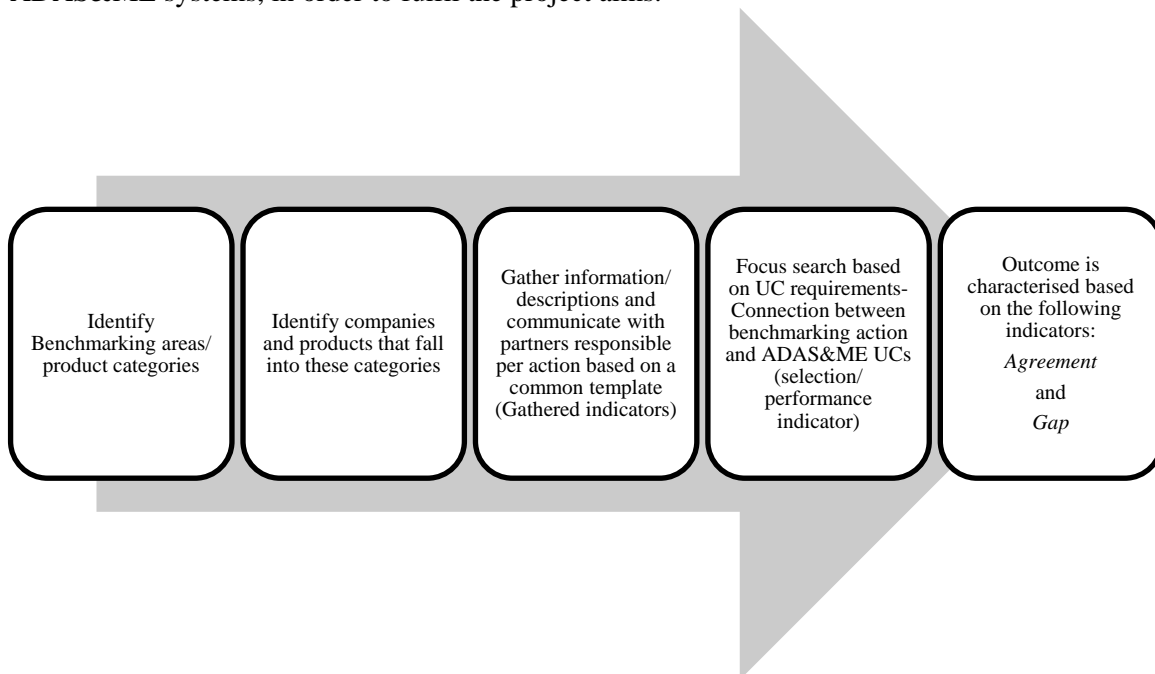 ADAS&ME systems, in order to fulfil the project aims.
Identify
Benchmarking areas/
product categories
Identify companies
and products that fall
into these categories
Gather information/
descriptions and
communicate with
partners responsible
per action based on a
common template
(Gathered indicators)
Focus search based
on UC requirements-
Connection between
benchmarking action
and ADAS&ME UCs
(selection/
performance
indicator)
Outcome is
characterised based
on the following
indicators:
Agreement
and
Gap